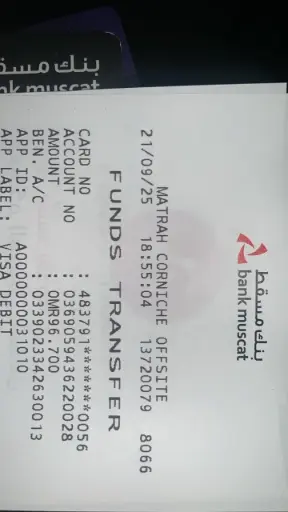 بنك مسقط
bank muscat
MATRAH CORNICHE OFFSITE
21/09/25 18:55:04 13720079 8066
FUNDS TRANSFER
CARD NO : 483791******0056
ACCOUNT NO : 0369059436220028
AMOUNT : OMR96.700
BEN. A/C : 0339023342630013
APP ID: A0000000031010
APP LABEL: VISA DEBIT
بنك مسقط
bank muscat